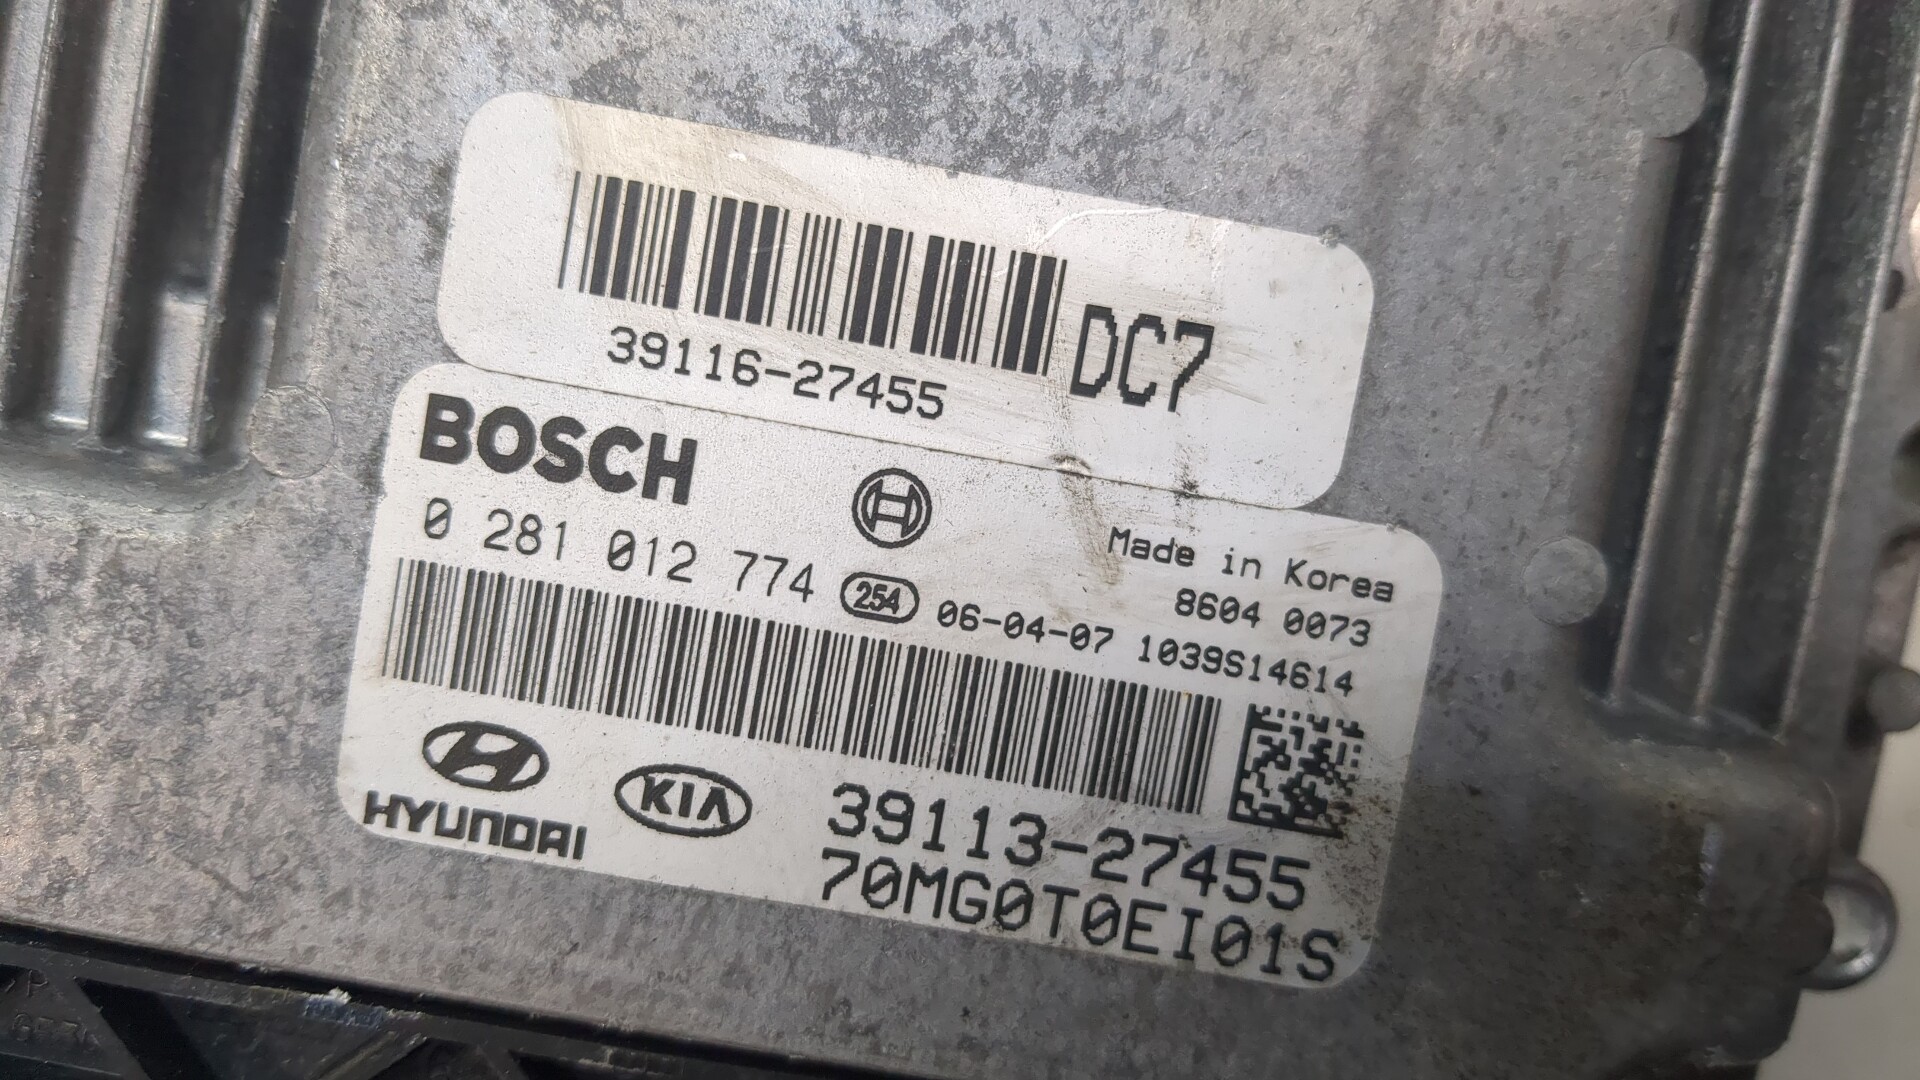 39116-27455
DC7
BOSCH
0 281 012 774
254
Made in Korea
8604 0073
06-04-07 1039S14614
HYUNDAI
KIA
39113-27455
70MG0T0EI01S